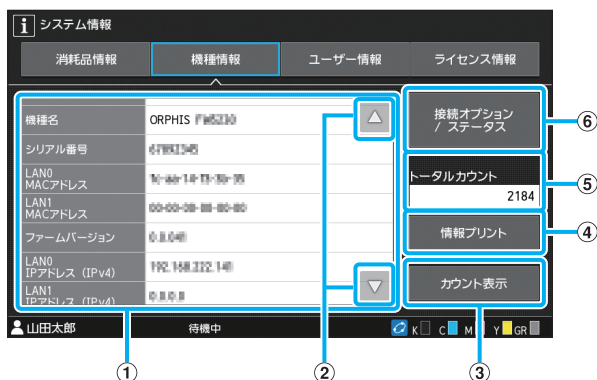 i システム情報
消耗品情報 機種情報 ユーザー情報 ライセンス情報
機種名 ORPHIS
シリアル番号
LAN0
MACアドレス
LAN1
MACアドレス
ファームバージョン
LAN0
IPアドレス（IPv4）
LAN1
IPアドレス（IPv4）
接続オプション
/ ステータス
トータルカウント
2184
情報プリント
カウント表示
山田太郎 待機中 K C M Y GR
⑥
⑤
④
① ② ③